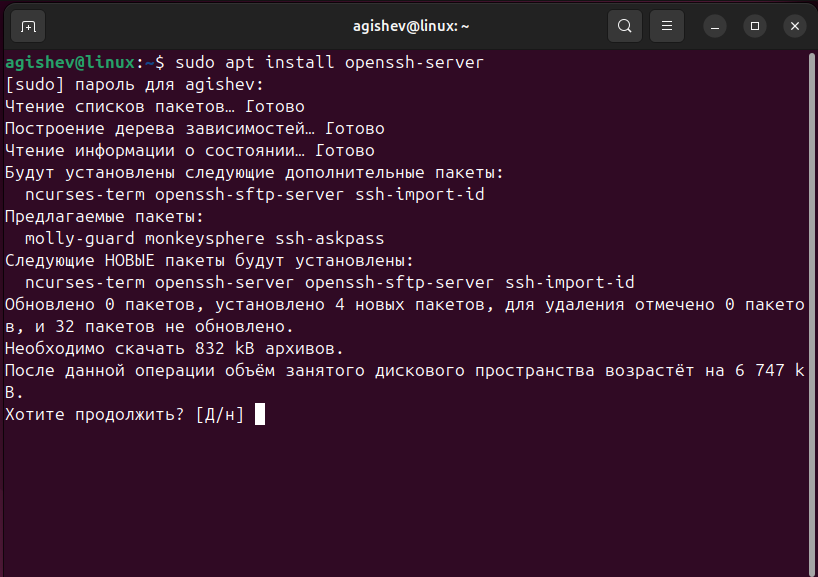 agishev@linux: ~
agishev@linux:~$ sudo apt install openssh-server
[sudo] пароль для agishev:
Чтение списков пакетов… Готово
Построение дерева зависимостей… Готово
Чтение информации о состоянии… Готово
Будут установлены следующие дополнительные пакеты:
  ncurses-term openssh-sftp-server ssh-import-id
Предлагаемые пакеты:
  molly-guard monkeysphere ssh-askpass
Следующие НОВЫЕ пакеты будут установлены:
  ncurses-term openssh-server openssh-sftp-server ssh-import-id
Обновлено 0 пакетов, установлено 4 новых пакетов, для удаления отмечено 0 пакето
в, и 32 пакетов не обновлено.
Необходимо скачать 832 kB архивов.
После данной операции объём занятого дискового пространства возрастёт на 6 747 k
B.
Хотите продолжить? [Д/н]